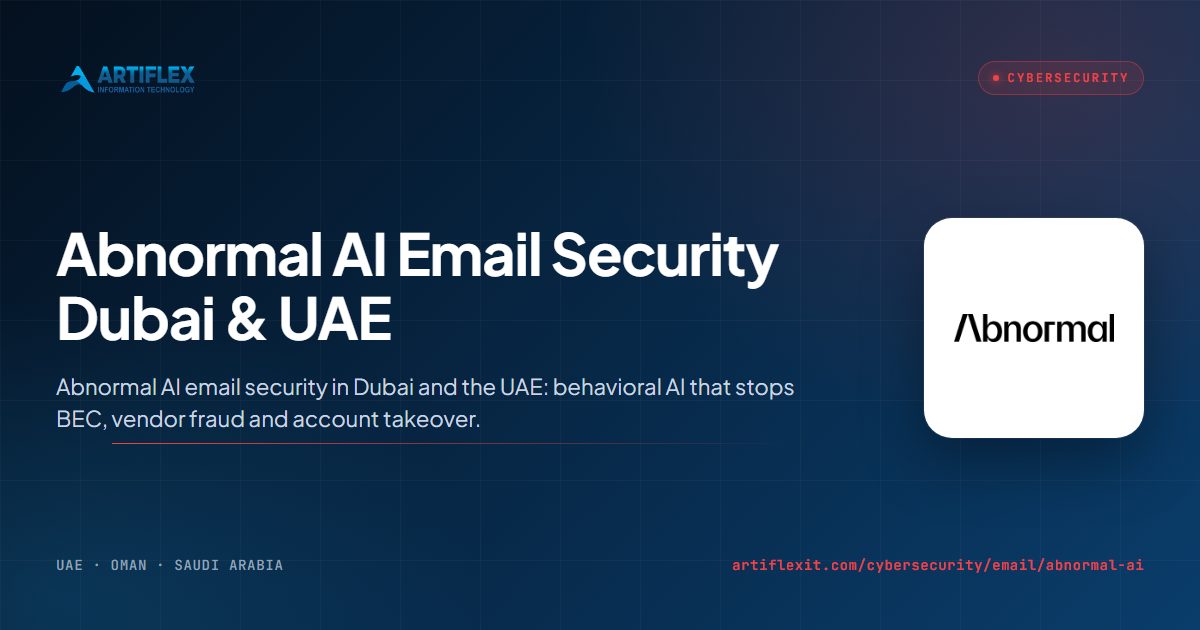 ARTIFLEX
INFORMATION TECHNOLOGY
CYBERSECURITY
Abnormal AI Email Security
Dubai & UAE
Abnormal AI email security in Dubai and the UAE: behavioral AI that stops
BEC, vendor fraud and account takeover.
Abnormal
UAE · OMAN · SAUDI ARABIA
artiflexit.com/cybersecurity/email/abnormal-ai